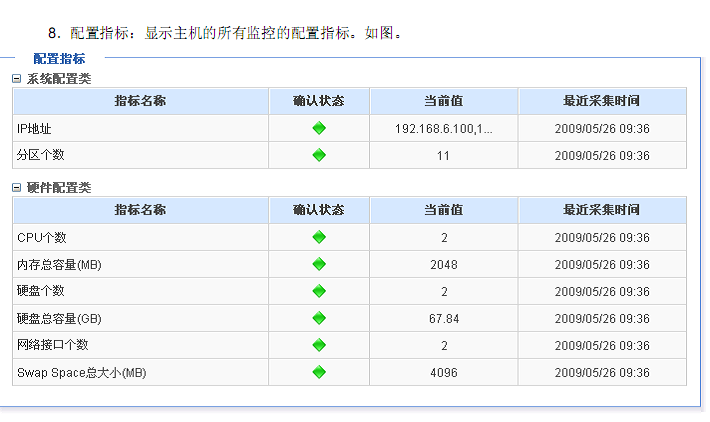 8．配置指标：显示主机的所有监控的配置指标。如图。
配置指标
系统配置类
指标名称 确认状态 当前值 最近采集时间
IP地址 192.168.6.100,1... 2009/05/26 09:36
分区个数 11 2009/05/26 09:36
硬件配置类
指标名称 确认状态 当前值 最近采集时间
CPU个数 2 2009/05/26 09:36
内存总容量(MB) 2048 2009/05/26 09:36
硬盘个数 2 2009/05/26 09:36
硬盘总容量(GB) 67.84 2009/05/26 09:36
网络接口个数 2 2009/05/26 09:36
Swap Space总大小(MB) 4096 2009/05/26 09:36